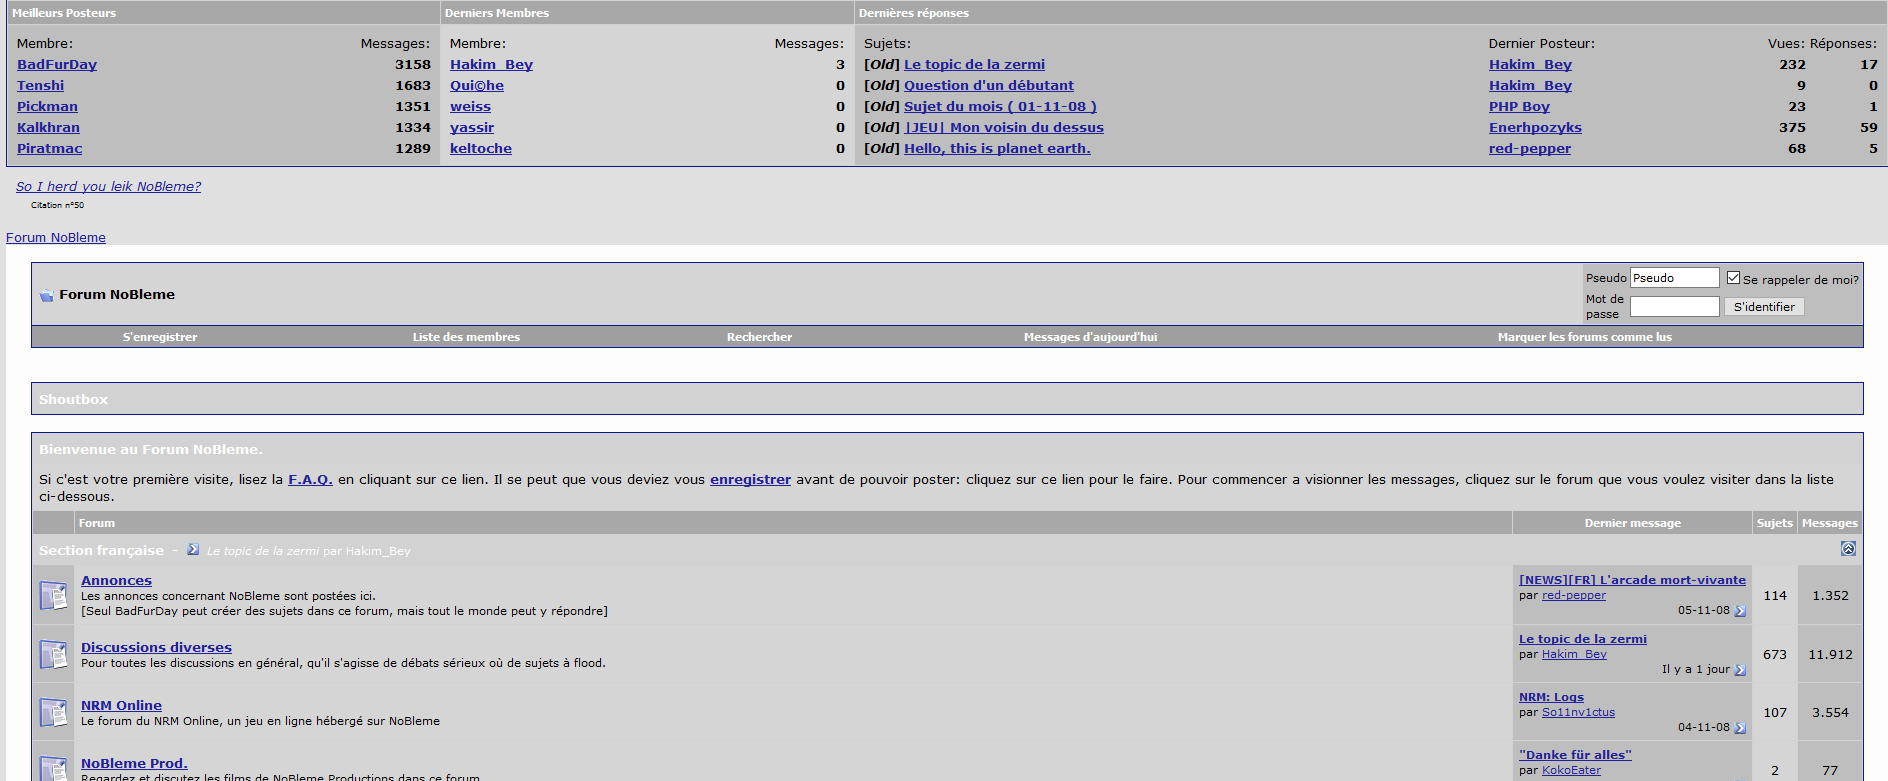 Meilleurs Posteurs Derniers Membres Dernières réponses
Membre: Messages: Membre: Messages: Sujets: Dernier Posteur: Vues: Réponses:
BadFurDay 3158 Hakim_Bey 3 [Old] Le topic de la zermi Hakim_Bey 232 17
Tenshi 1683 Qui©he 0 [Old] Question d'un débutant Hakim_Bey 9 0
Pickman 1351 weiss 0 [Old] Sujet du mois ( 01-11-08 ) PHP Boy 23 1
Kalkhran 1334 yassir 0 [Old] |JEU| Mon voisin du dessus Enerhpozyks 375 59
Piratmac 1289 keltoche 0 [Old] Hello, this is planet earth. red-pepper 68 5
So I herd you leik NoBleme?
Citation n°50
Forum NoBleme
Forum NoBleme
Pseudo Pseudo Se rappeler de moi?
Mot de passe S'identifier
S'enregistrer Liste des membres Rechercher Messages d'aujourd'hui Marquer les forums comme lus
Shoutbox
Bienvenue au Forum NoBleme.
Si c'est votre première visite, lisez la F.A.Q. en cliquant sur ce lien. Il se peut que vous deviez vous enregistrer avant de pouvoir poster: cliquez sur ce lien pour le faire. Pour commencer a visionner les messages, cliquez sur le forum que vous voulez visiter dans la liste
ci-dessous.
Forum Dernier message Sujets Messages
Section française - Le topic de la zermi par Hakim_Bey
Annonces
Les annonces concernant NoBleme sont postées ici.
[Seul BadFurDay peut créer des sujets dans ce forum, mais tout le monde peut y répondre]
[NEWS][FR] L'arcade mort-vivante
par red-pepper
05-11-08
114 1.352
Discussions diverses
Pour toutes les discussions en général, qu'il s'agisse de débats sérieux où de sujets à flood.
Le topic de la zermi
par Hakim_Bey
Il y a 1 jour
673 11.912
NRM Online
Le forum du NRM Online, un jeu en ligne hébergé sur NoBleme
NRM: Logs
par So11nv1ctus
04-11-08
107 3.554
NoBleme Prod.
Regardez et discutez les films de NoBleme Productions dans ce forum
"Danke für alles"
par KokoEater
2 77